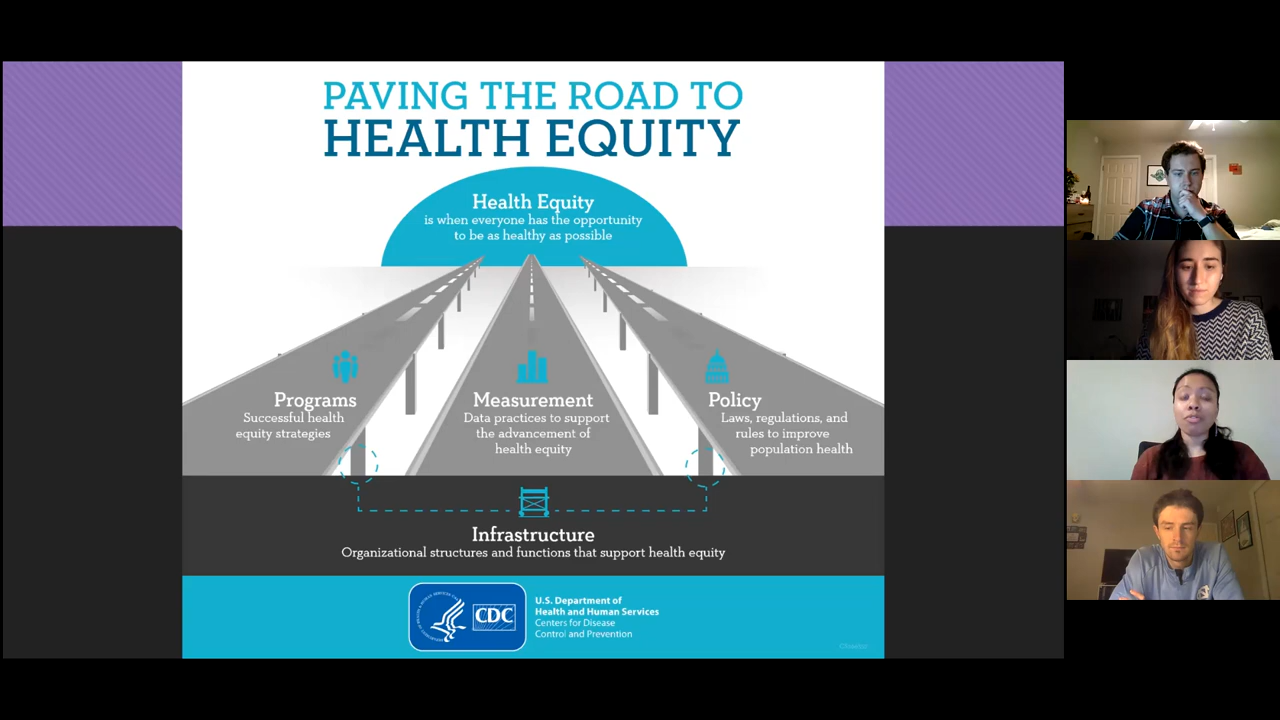 PAVING THE ROAD TO
HEALTH EQUITY
Health Equity
is when everyone has the opportunity
to be as healthy as possible
Programs
Successful health
equity strategies
Measurement
Data practices to support
the advancement of
health equity
Policy
Laws, regulations, and
rules to improve
population health
Infrastructure
Organizational structures and functions that support health equity
CDC
U.S. Department of
Health and Human Services
Centers for Disease
Control and Prevention